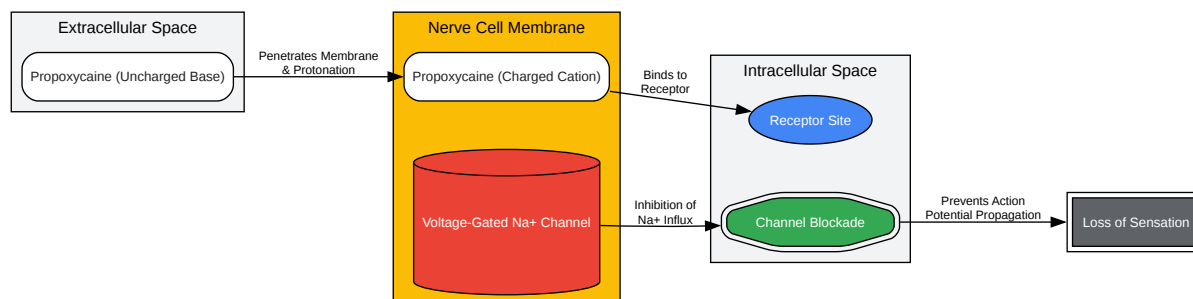 Extracellular Space
Propoxycaine (Uncharged Base)
Penetrates Membrane
& Protonation
Nerve Cell Membrane
Propoxycaine (Charged Cation)
Voltage-Gated Na+ Channel
Binds to
Receptor
Inhibition of
Na+ Influx
Intracellular Space
Receptor Site
Channel Blockade
Prevents Action
Potential Propagation
Loss of Sensation